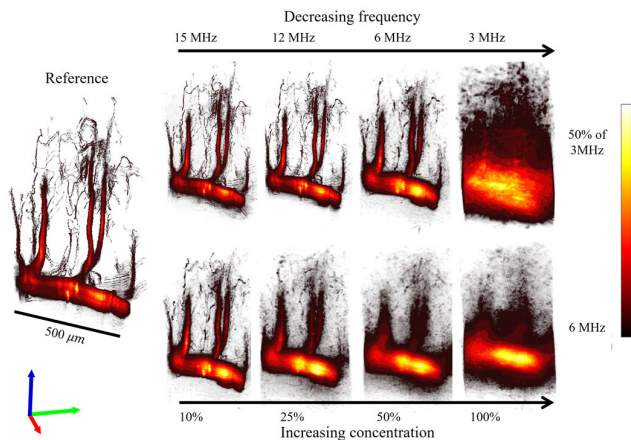 Decreasing frequency
15 MHz 12 MHz 6 MHz 3 MHz
Reference
50% of
3MHz
500 μm
6 MHz
10% 25% 50% 100%
Increasing concentration